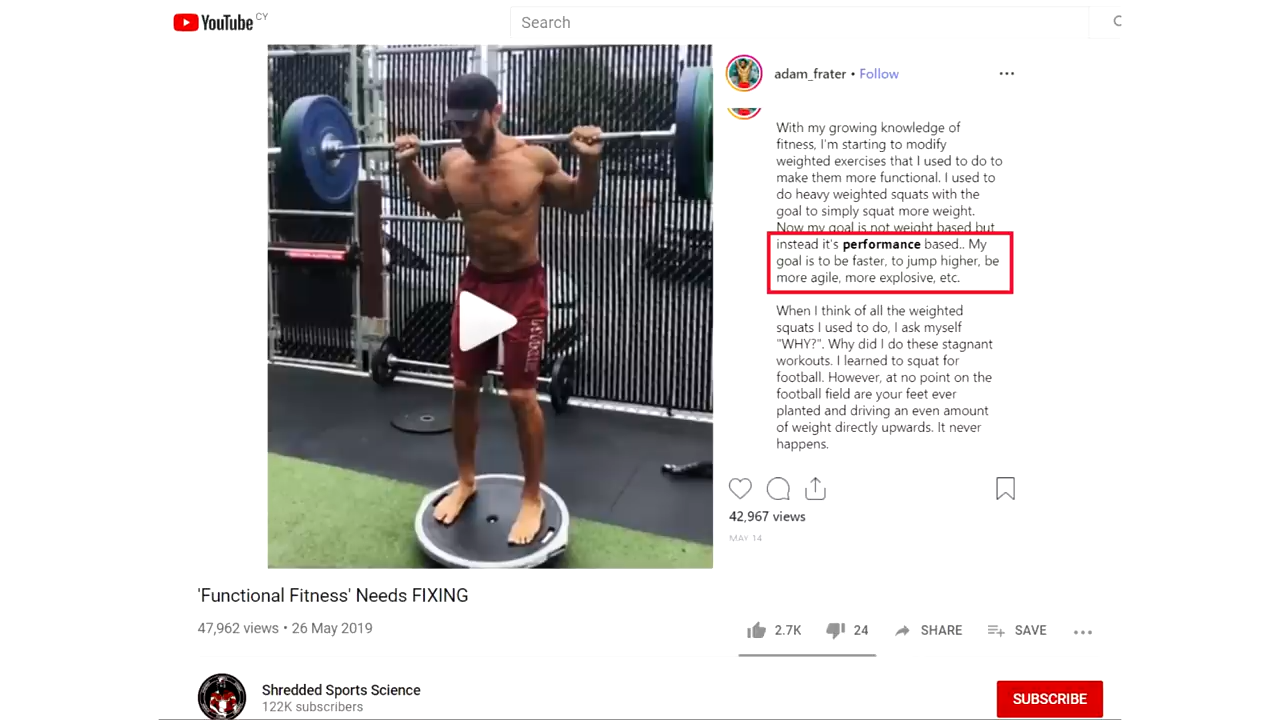 YouTube CY
Search
adam_frater • Follow
With my growing knowledge of
fitness, I'm starting to modify
weighted exercises that I used to do to
make them more functional. I used to
do heavy weighted squats with the
goal to simply squat more weight.
Now my goal is not weight based but
instead it's performance based.. My
goal is to be faster, to jump higher, be
more agile, more explosive, etc.
When I think of all the weighted
squats I used to do, I ask myself
"WHY?". Why did I do these stagnant
workouts. I learned to squat for
football. However, at no point on the
football field are your feet ever
planted and driving an even amount
of weight directly upwards. It never
happens.
42,967 views
MAY 14
'Functional Fitness' Needs FIXING
47,962 views • 26 May 2019
2.7K 24 SHARE SAVE
Shredded Sports Science
122K subscribers
SUBSCRIBE